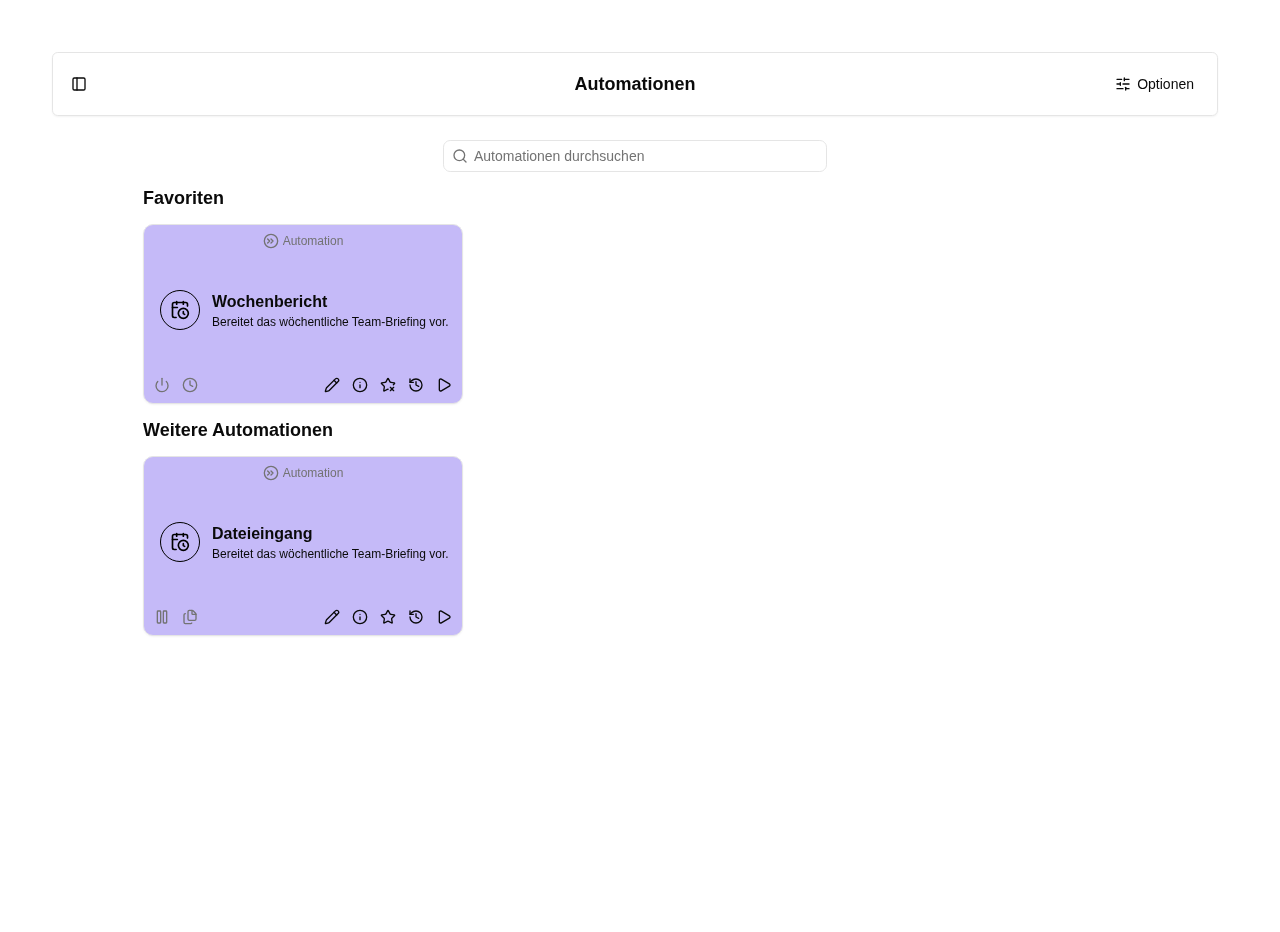 Automationen
Optionen
Automationen durchsuchen
Favoriten
Automation
Wochenbericht
Bereitet das wöchentliche Team-Briefing vor.
Weitere Automationen
Automation
Dateieingang
Bereitet das wöchentliche Team-Briefing vor.